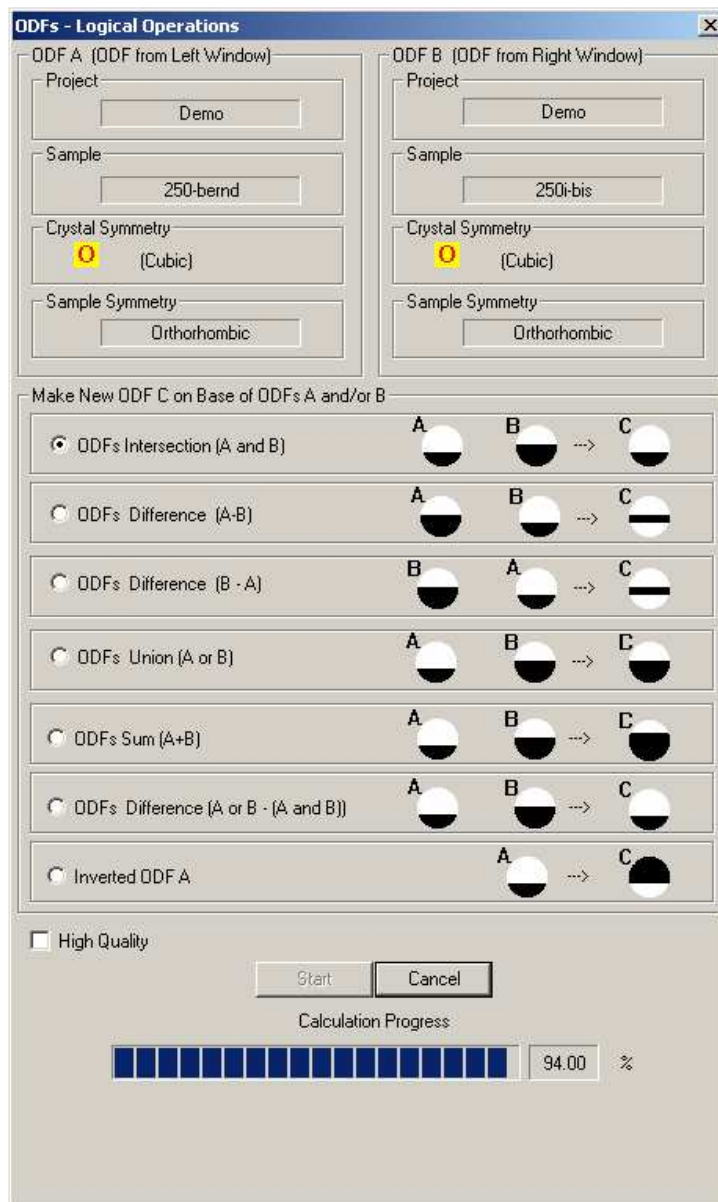 ODFs - Logical Operations
ODF A (ODF from Left Window)
Project
Demo
Sample
250-bernd
Crystal Symmetry
O (Cubic)
Sample Symmetry
Orthorhombic
ODF B (ODF from Right Window)
Project
Demo
Sample
250i-bis
Crystal Symmetry
O (Cubic)
Sample Symmetry
Orthorhombic
Make New ODF C on Base of ODFs A and/or B
ODFs Intersection (A and B) A B ---> C
ODFs Difference (A-B) A B ---> C
ODFs Difference (B - A) B A ---> C
ODFs Union (A or B) A B ---> C
ODFs Sum (A+B) A B ---> C
ODFs Difference (A or B - (A and B)) A B ---> C
Inverted ODF A A ---> C
High Quality
Start Cancel
Calculation Progress
94.00 %